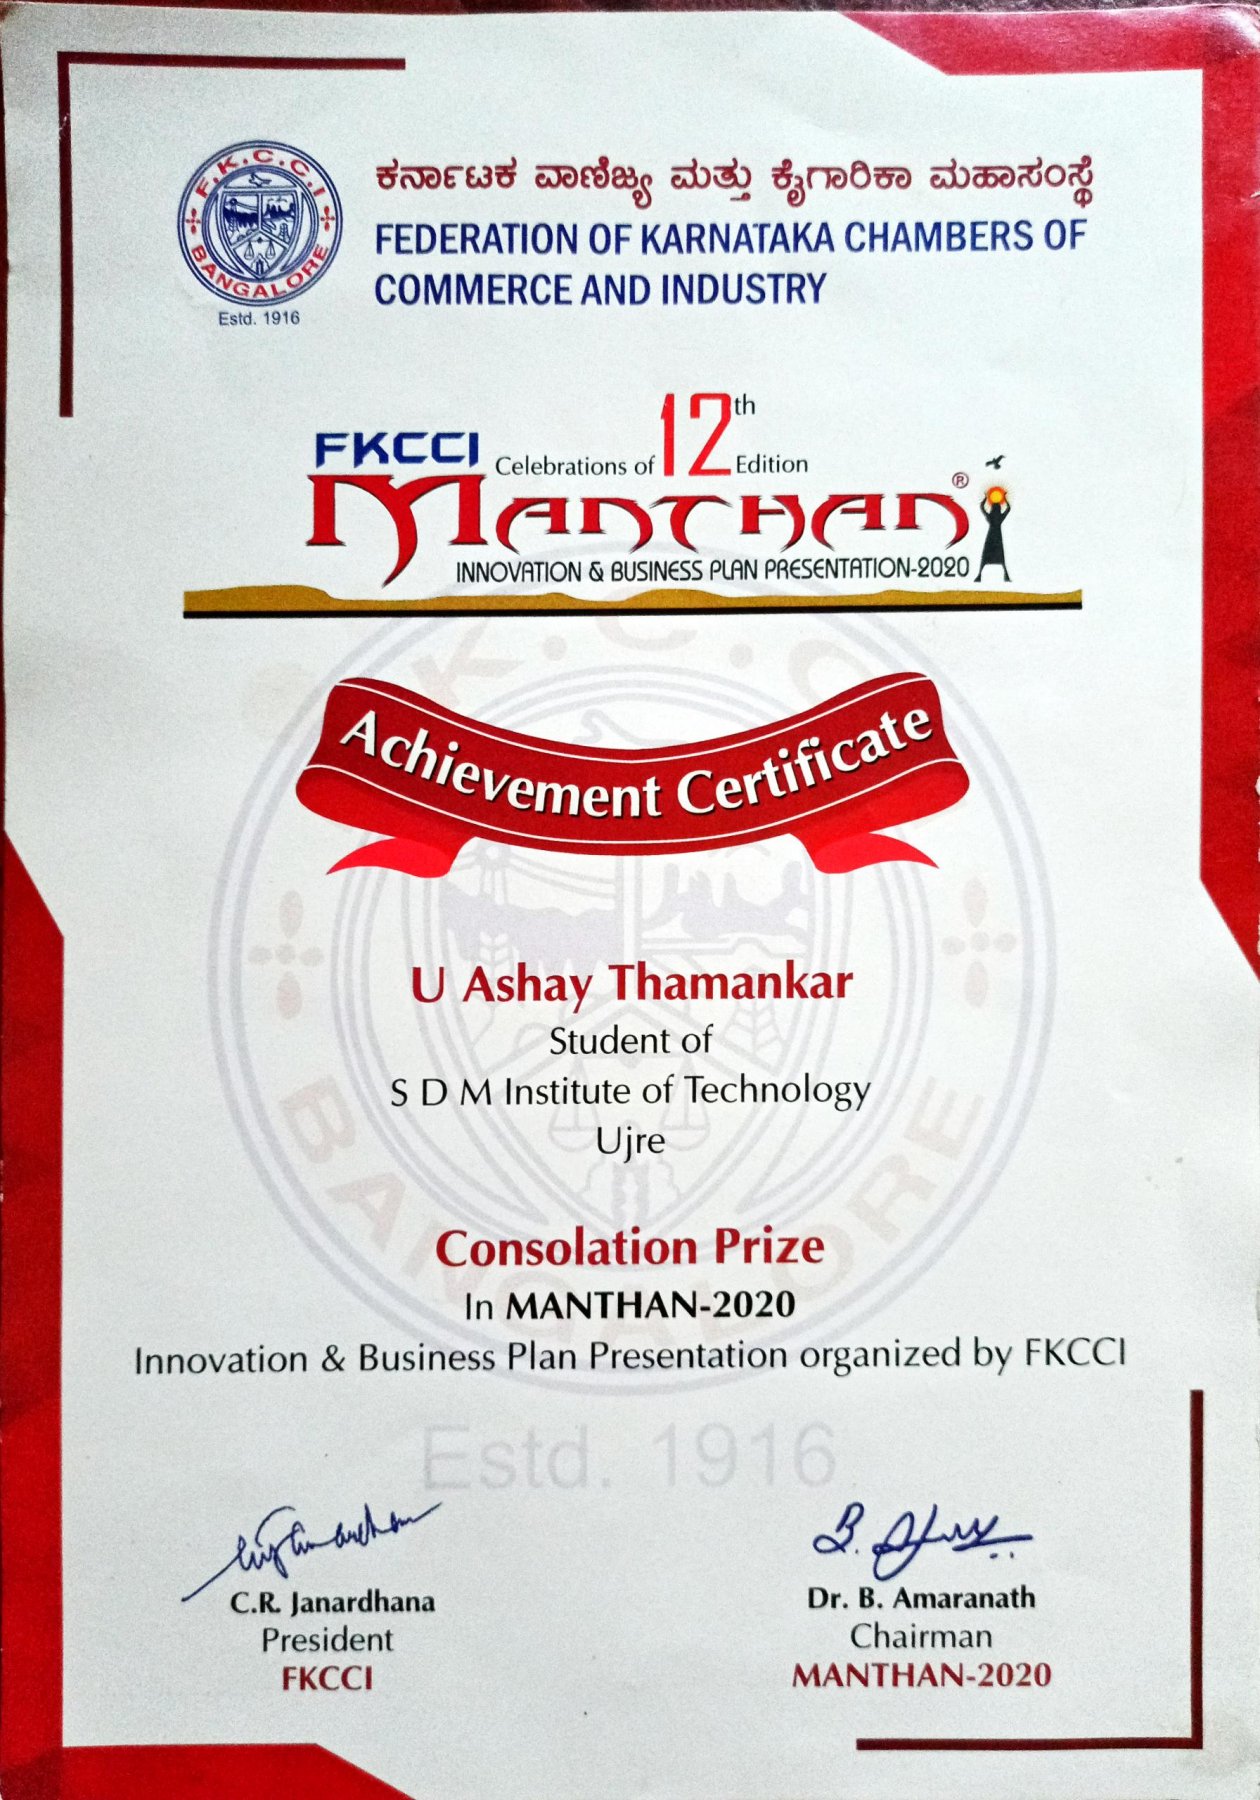 F.K.C.C.I
BANGALORE
Estd. 1916
ಕರ್ನಾಟಕ ವಾಣಿಜ್ಯ ಮತ್ತು ಕೈಗಾರಿಕಾ ಮಹಾಸಂಸ್ಥೆ
FEDERATION OF KARNATAKA CHAMBERS OF
COMMERCE AND INDUSTRY
FKCCI Celebrations of 12th Edition
MANTHAN®
INNOVATION & BUSINESS PLAN PRESENTATION-2020
Achievement Certificate
U Ashay Thamankar
Student of
S D M Institute of Technology
Ujre
Consolation Prize
In MANTHAN-2020
Innovation & Business Plan Presentation organized by FKCCI
Estd. 1916
C.R. Janardhana
President
FKCCI
Dr. B. Amaranath
Chairman
MANTHAN-2020